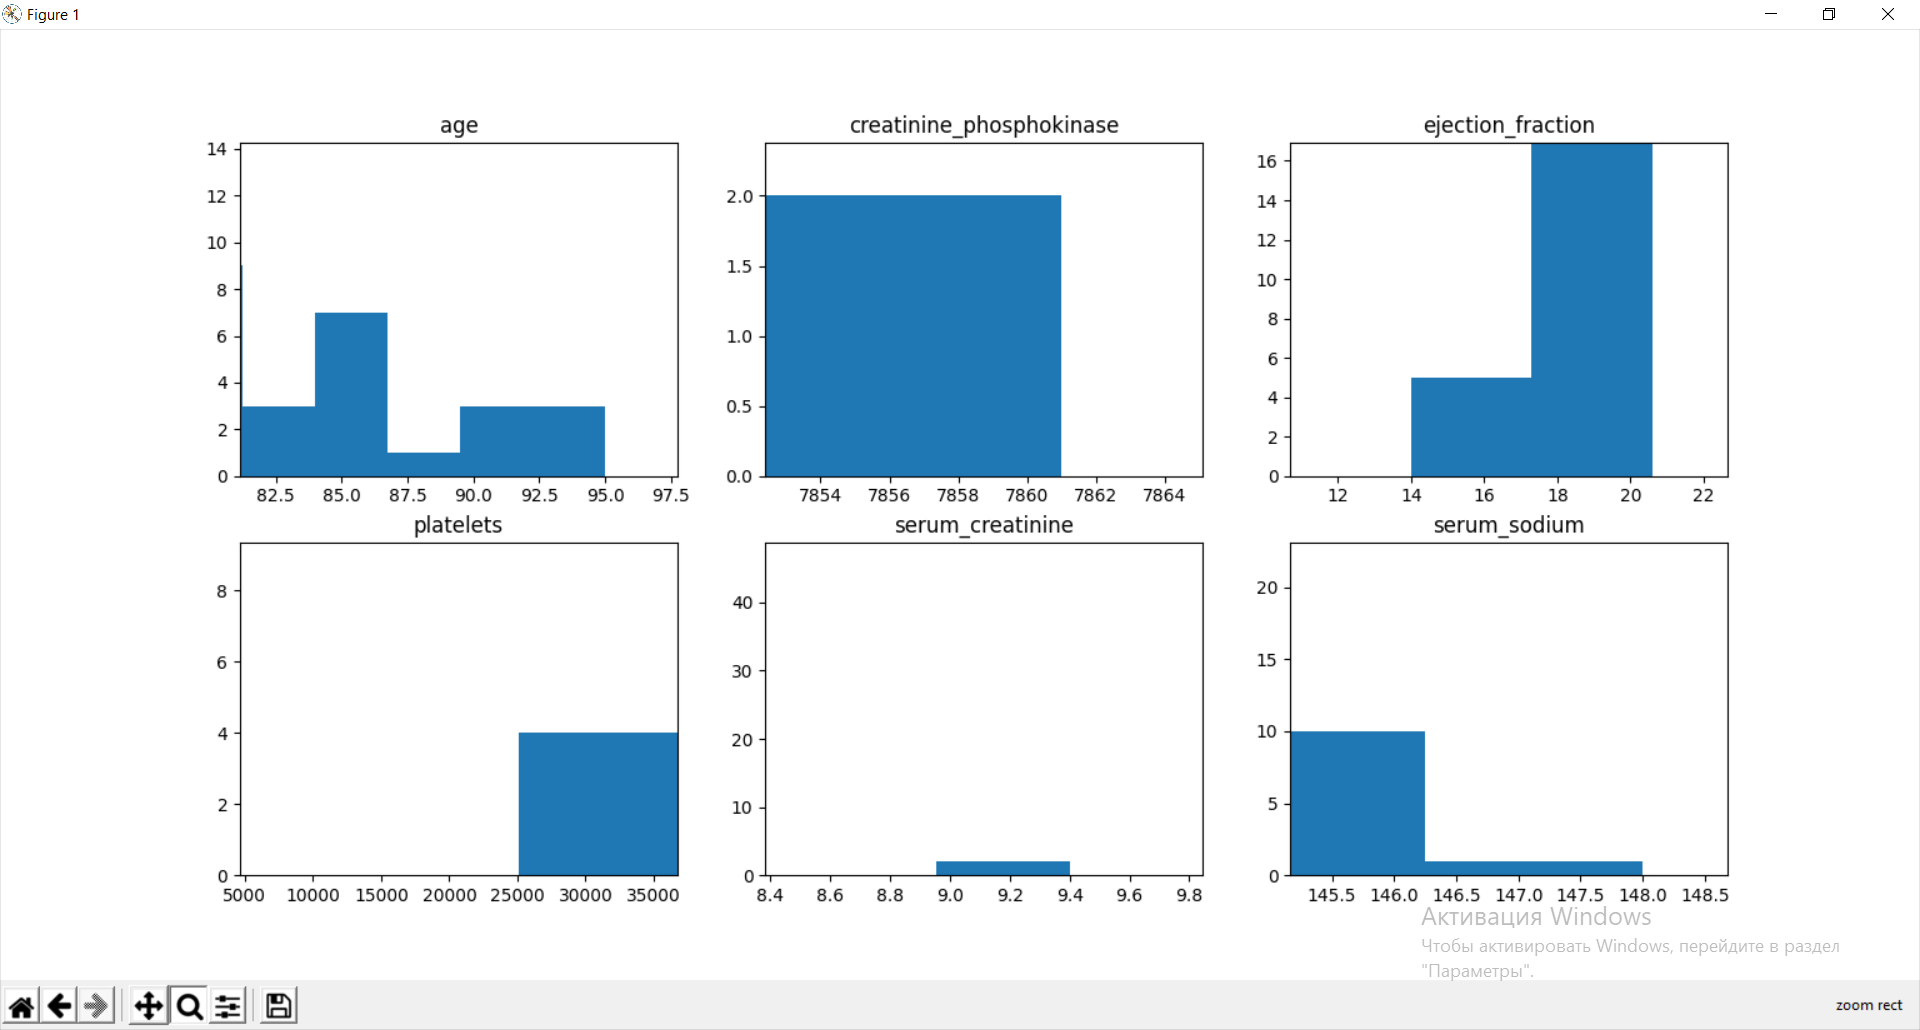 Figure 1
age
14
12
10
8
6
4
2
0
82.5 85.0 87.5 90.0 92.5 95.0 97.5
creatinine_phosphokinase
2.0
1.5
1.0
0.5
0.0
7854 7856 7858 7860 7862 7864
ejection_fraction
16
14
12
10
8
6
4
2
0
12 14 16 18 20 22
platelets
8
6
4
2
0
5000 10000 15000 20000 25000 30000 35000
serum_creatinine
40
30
20
10
0
8.4 8.6 8.8 9.0 9.2 9.4 9.6 9.8
serum_sodium
20
15
10
5
0
145.5 146.0 146.5 147.0 147.5 148.0 148.5
Активация Windows
Чтобы активировать Windows, перейдите в раздел
"Параметры".
zoom rect